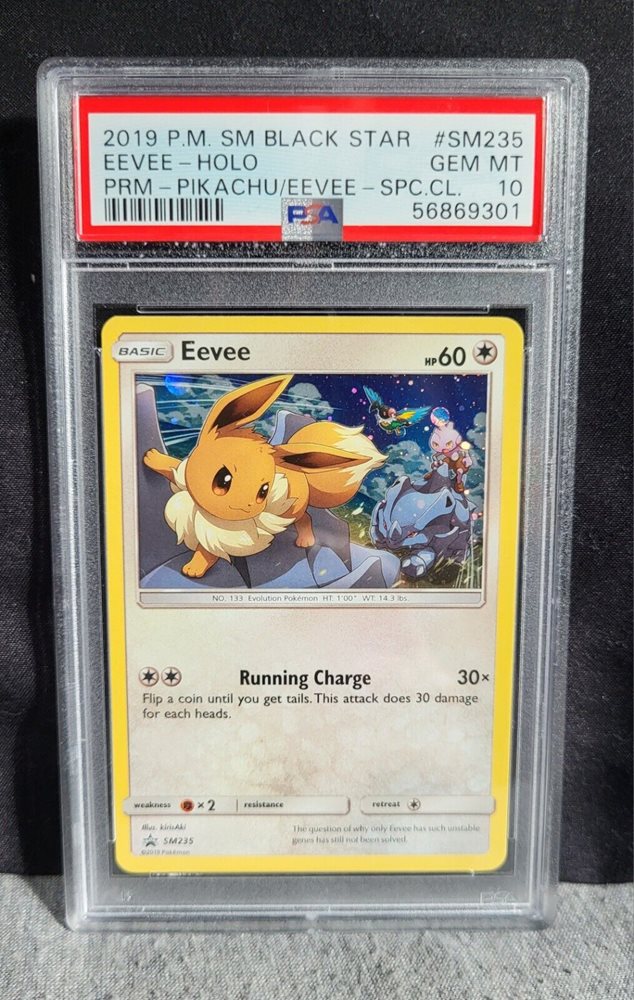 2019 P.M. SM BLACK STAR #SM235
EEVEE - HOLO GEM MT
PRM - PIKACHU/EEVEE - SPC.CL. 10
PSA 56869301
BASIC Eevee HP 60
NO. 133 Evolution Pokémon HT: 1'00" WT: 14.3 lbs.
Running Charge 30×
Flip a coin until you get tails. This attack does 30 damage
for each heads.
weakness ×2 resistance retreat
Illus. kirisAki
The question of why only Eevee has such unstable
SM235 genes has still not been solved.
©2019 Pokémon